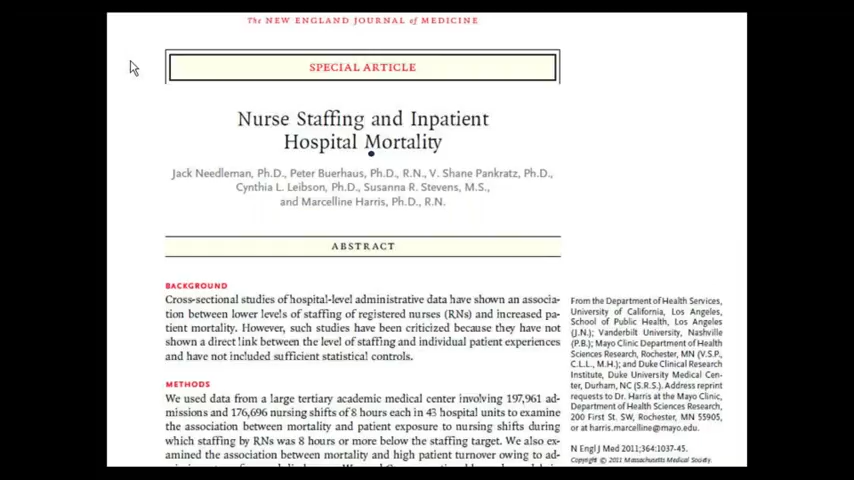 The NEW ENGLAND JOURNAL of MEDICINE
SPECIAL ARTICLE
Nurse Staffing and Inpatient
Hospital Mortality
Jack Needleman, Ph.D., Peter Buerhaus, Ph.D., R.N., V. Shane Pankratz, Ph.D.,
Cynthia L. Leibson, Ph.D., Susanna R. Stevens, M.S.,
and Marcelline Harris, Ph.D., R.N.
ABSTRACT
BACKGROUND
Cross-sectional studies of hospital-level administrative data have shown an associa-
tion between lower levels of staffing of registered nurses (RNs) and increased pa-
tient mortality. However, such studies have been criticized because they have not
shown a direct link between the level of staffing and individual patient experiences
and have not included sufficient statistical controls.
METHODS
We used data from a large tertiary academic medical center involving 197,961 ad-
missions and 176,696 nursing shifts of 8 hours each in 43 hospital units to examine
the association between mortality and patient exposure to nursing shifts during
which staffing by RNs was 8 hours or more below the staffing target. We also ex-
amined the association between mortality and high patient turnover owing to ad-
From the Department of Health Services,
University of California, Los Angeles,
School of Public Health, Los Angeles
(J.N.); Vanderbilt University, Nashville
(P.B.); Mayo Clinic Department of Health
Sciences Research, Rochester, MN (V.S.P.,
C.L.L., M.H.); and Duke Clinical Research
Institute, Duke University Medical Cen-
ter, Durham, NC (S.R.S.). Address reprint
requests to Dr. Harris at the Mayo Clinic,
Department of Health Sciences Research,
200 First St. SW, Rochester, MN 55905,
or at harris.marcelline@mayo.edu.
N Engl J Med 2011;364:1037-45.
Copyright © 2011 Massachusetts Medical Society.